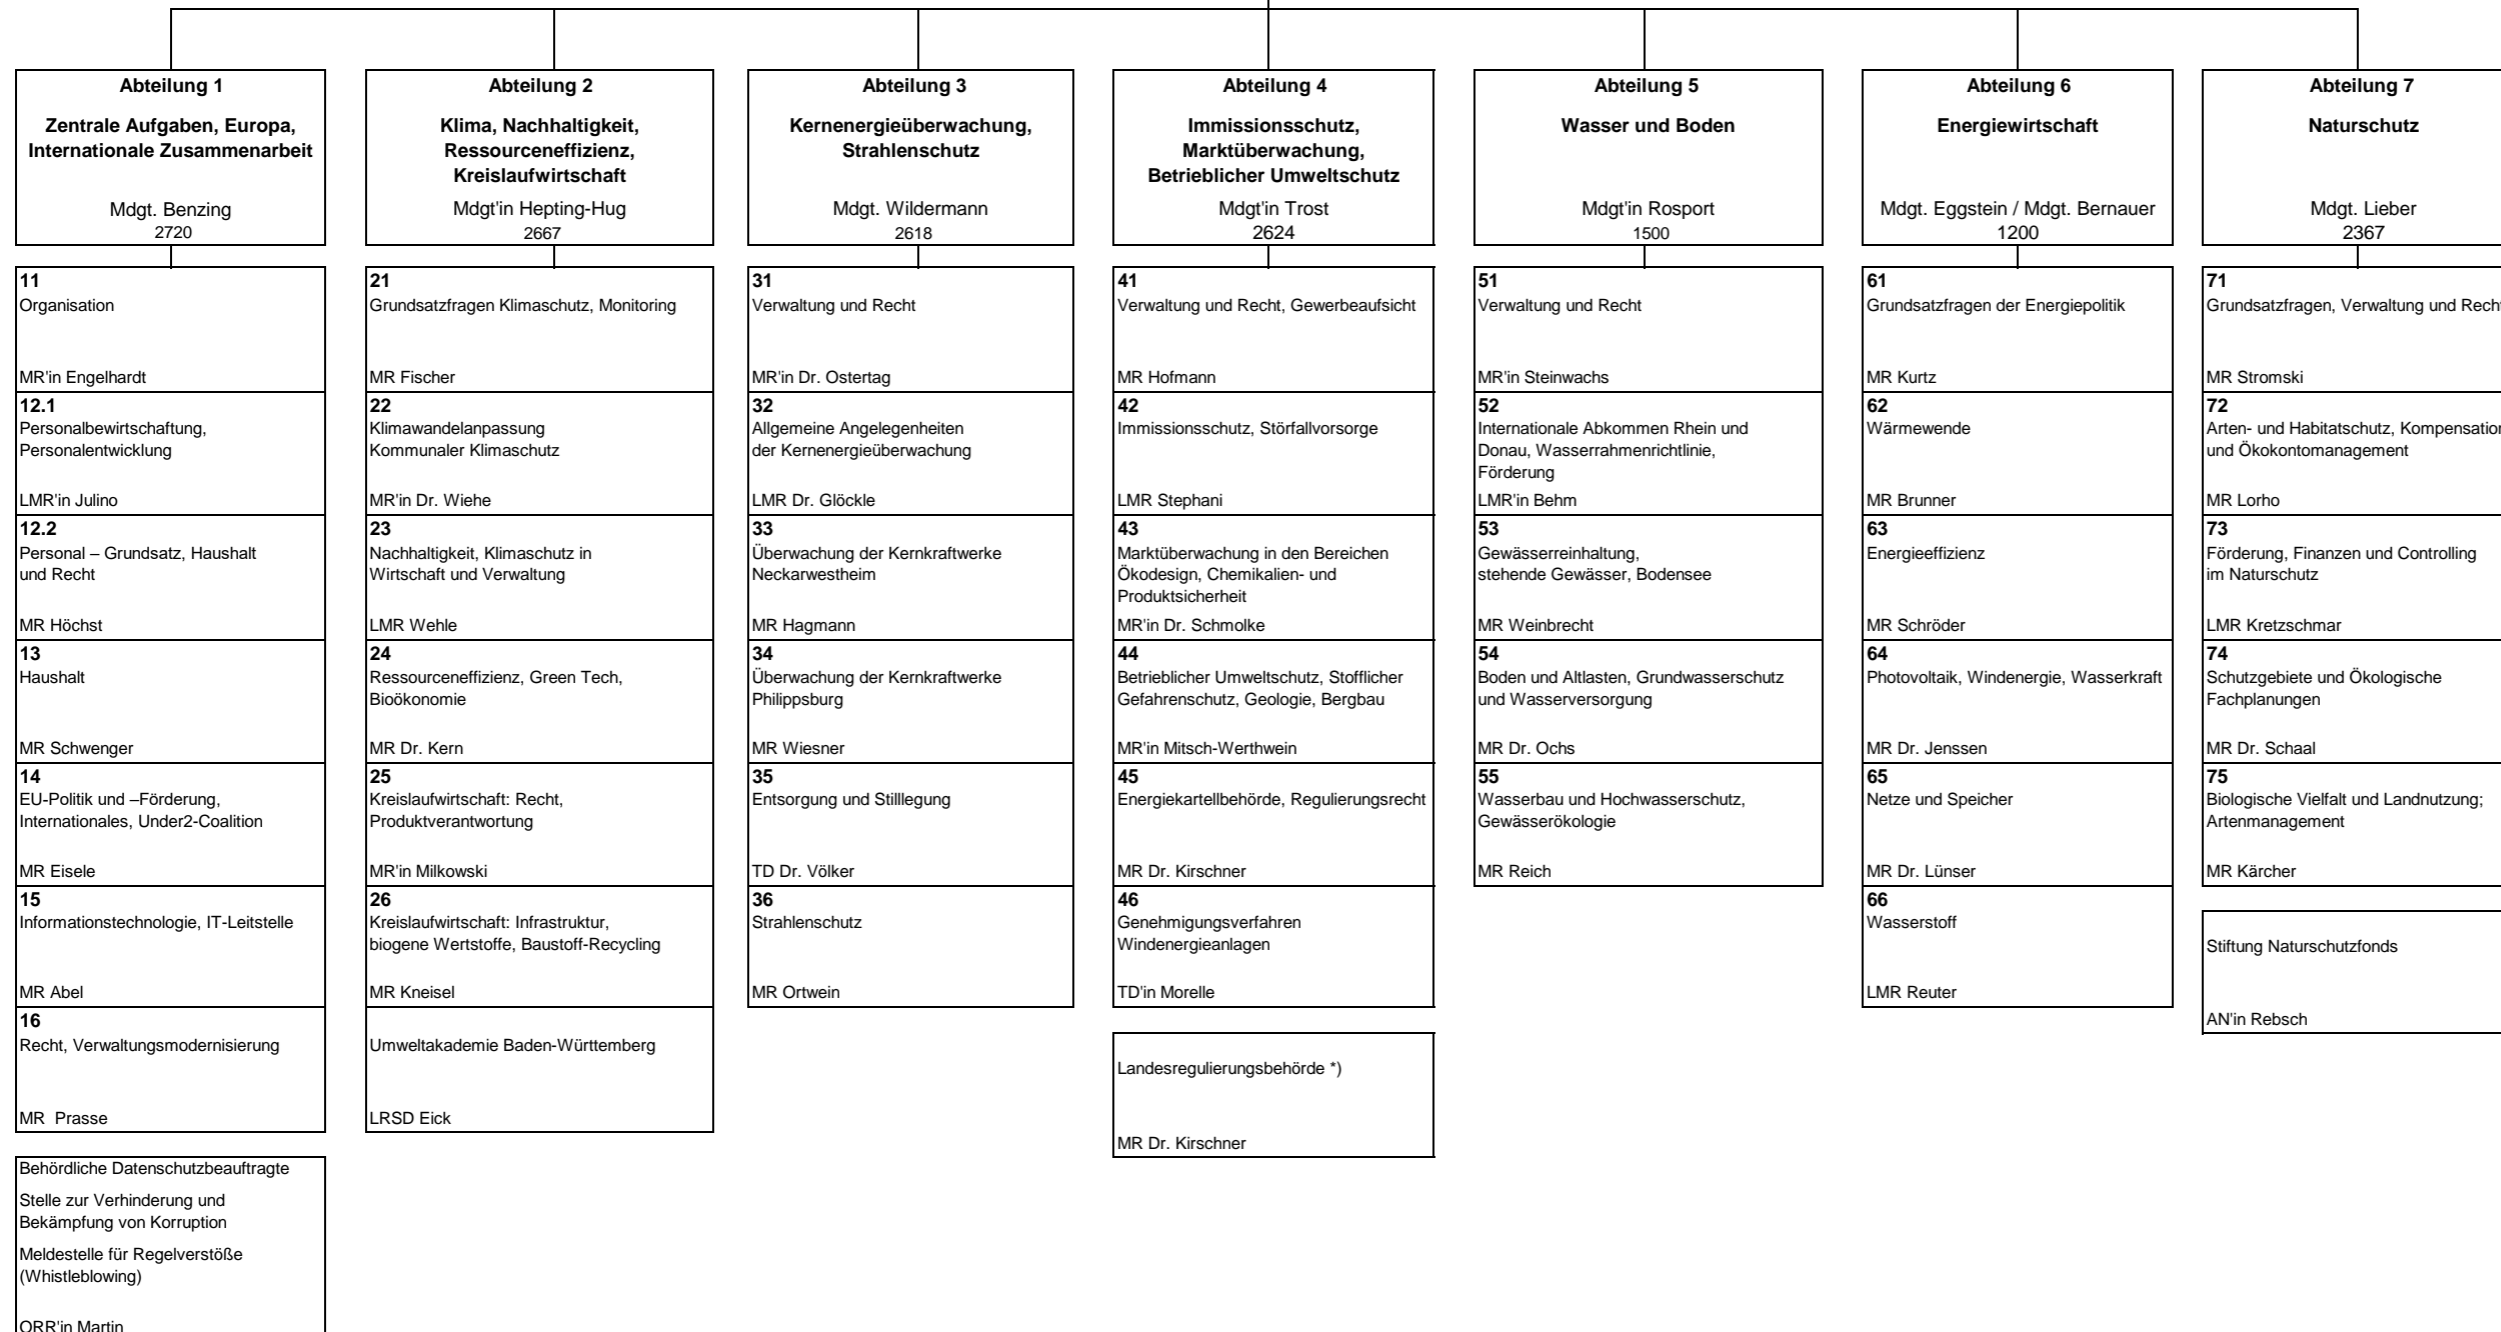 Abteilung 1
Zentrale Aufgaben, Europa,
Internationale Zusammenarbeit
Mdgt. Benzing
2720
11
Organisation
MR'in Engelhardt
12.1
Personalbewirtschaftung,
Personalentwicklung
LMR'in Julino
12.2
Personal – Grundsatz, Haushalt
und Recht
MR Höchst
13
Haushalt
MR Schwenger
14
EU-Politik und –Förderung,
Internationales, Under2-Coalition
MR Eisele
15
Informationstechnologie, IT-Leitstelle
MR Abel
16
Recht, Verwaltungsmodernisierung
MR Prasse
Behördliche Datenschutzbeauftragte
Stelle zur Verhinderung und
Bekämpfung von Korruption
Meldestelle für Regelverstöße
(Whistleblowing)
ORR'in Martin
Abteilung 2
Klima, Nachhaltigkeit,
Ressourceneffizienz,
Kreislaufwirtschaft
Mdgt'in Hepting-Hug
2667
21
Grundsatzfragen Klimaschutz, Monitoring
MR Fischer
22
Klimawandelanpassung
Kommunaler Klimaschutz
MR'in Dr. Wiehe
23
Nachhaltigkeit, Klimaschutz in
Wirtschaft und Verwaltung
LMR Wehle
24
Ressourceneffizienz, Green Tech,
Bioökonomie
MR Dr. Kern
25
Kreislaufwirtschaft: Recht,
Produktverantwortung
MR'in Milkowski
26
Kreislaufwirtschaft: Infrastruktur,
biogene Wertstoffe, Baustoff-Recycling
MR Kneisel
Umweltakademie Baden-Württemberg
LRSD Eick
Abteilung 3
Kernenergieüberwachung,
Strahlenschutz
Mdgt. Wildermann
2618
31
Verwaltung und Recht
MR'in Dr. Ostertag
32
Allgemeine Angelegenheiten
der Kernenergieüberwachung
LMR Dr. Glöckle
33
Überwachung der Kernkraftwerke
Neckarwestheim
MR Hagmann
34
Überwachung der Kernkraftwerke
Philippsburg
MR Wiesner
35
Entsorgung und Stilllegung
TD Dr. Völker
36
Strahlenschutz
MR Ortwein
Abteilung 4
Immissionsschutz,
Marktüberwachung,
Betrieblicher Umweltschutz
Mdgt'in Trost
2624
41
Verwaltung und Recht, Gewerbeaufsicht
MR Hofmann
42
Immissionsschutz, Störfallvorsorge
LMR Stephani
43
Marktüberwachung in den Bereichen
Ökodesign, Chemikalien- und
Produktsicherheit
MR'in Dr. Schmolke
44
Betrieblicher Umweltschutz, Stofflicher
Gefahrenschutz, Geologie, Bergbau
MR'in Mitsch-Werthwein
45
Energiekartellbehörde, Regulierungsrecht
MR Dr. Kirschner
46
Genehmigungsverfahren
Windenergieanlagen
TD'in Morelle
Landesregulierungsbehörde *)
MR Dr. Kirschner
Abteilung 5
Wasser und Boden
Mdgt'in Rosport
1500
51
Verwaltung und Recht
MR'in Steinwachs
52
Internationale Abkommen Rhein und
Donau, Wasserrahmenrichtlinie,
Förderung
LMR'in Behm
53
Gewässerreinhaltung,
stehende Gewässer, Bodensee
MR Weinbrecht
54
Boden und Altlasten, Grundwasserschutz
und Wasserversorgung
MR Dr. Ochs
55
Wasserbau und Hochwasserschutz,
Gewässerökologie
MR Reich
Abteilung 6
Energiewirtschaft
Mdgt. Eggstein / Mdgt. Bernauer
1200
61
Grundsatzfragen der Energiepolitik
MR Kurtz
62
Wärmewende
MR Brunner
63
Energieeffizienz
MR Schröder
64
Photovoltaik, Windenergie, Wasserkraft
MR Dr. Jenssen
65
Netze und Speicher
MR Dr. Lünser
66
Wasserstoff
LMR Reuter
Abteilung 7
Naturschutz
Mdgt. Lieber
2367
71
Grundsatzfragen, Verwaltung und Recht
MR Stromski
72
Arten- und Habitatschutz, Kompensation
und Ökokontomanagement
MR Lorho
73
Förderung, Finanzen und Controlling
im Naturschutz
LMR Kretzschmar
74
Schutzgebiete und Ökologische
Fachplanungen
MR Dr. Schaal
75
Biologische Vielfalt und Landnutzung;
Artenmanagement
MR Kärcher
Stiftung Naturschutzfonds
AN'in Rebsch